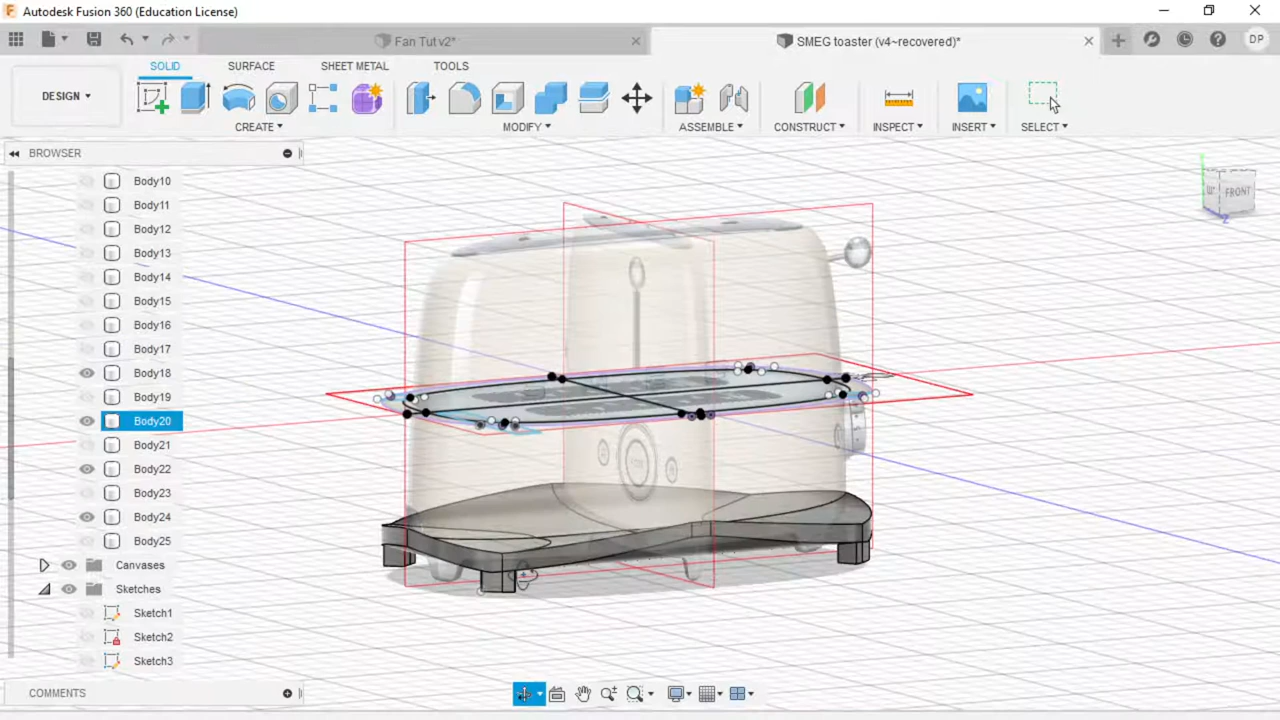 Autodesk Fusion 360 (Education License)
Fan Tut v2*
SMEG toaster (v4~recovered)*
DP
DESIGN
SOLID
SURFACE
SHEET METAL
TOOLS
CREATE
MODIFY
ASSEMBLE
CONSTRUCT
INSPECT
INSERT
SELECT
BROWSER
Body10
Body11
Body12
Body13
Body14
Body15
Body16
Body17
Body18
Body19
Body20
Body21
Body22
Body23
Body24
Body25
Canvases
Sketches
Sketch1
Sketch2
Sketch3
COMMENTS
FRONT
Z